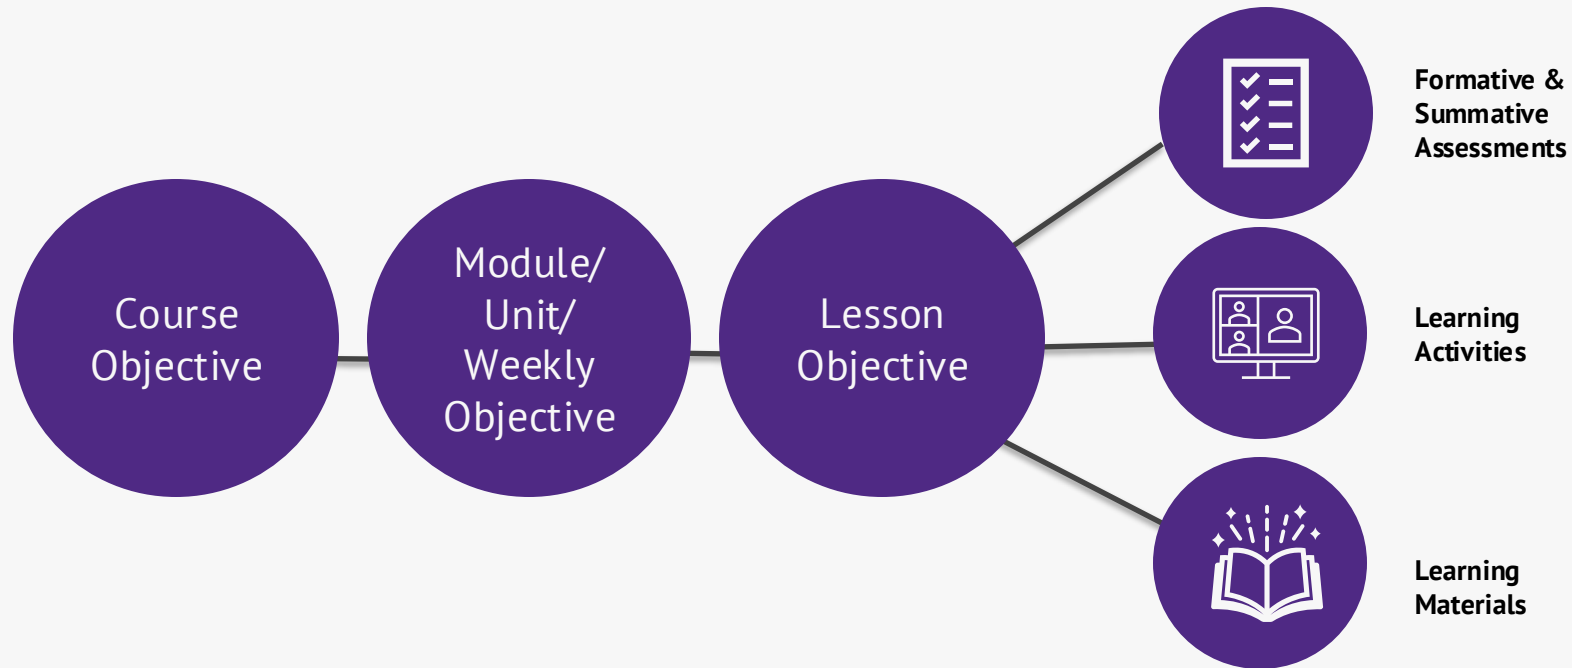 Course
Objective
Module/
Unit/
Weekly
Objective
Lesson
Objective
Formative &
Summative
Assessments
Learning
Activities
Learning
Materials